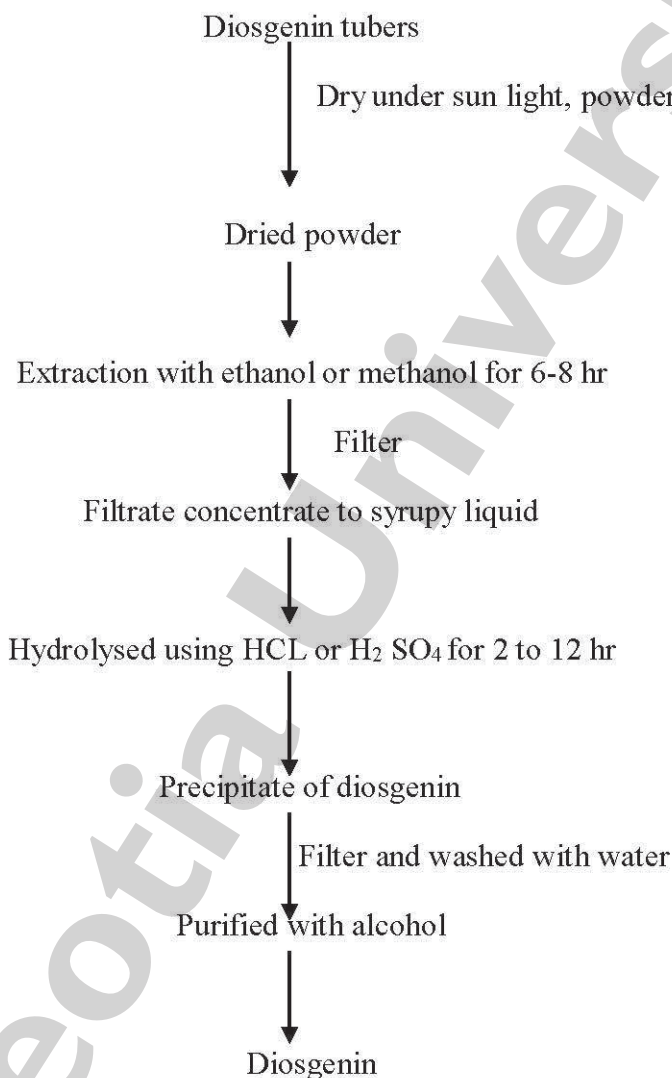 Diosgenin tubers
Dry under sun light, powder
Dried powder
Extraction with ethanol or methanol for 6-8 hr
Filter
Filtrate concentrate to syrupy liquid
Hydrolysed using HCL or H₂ SO₄ for 2 to 12 hr
Precipitate of diosgenin
Filter and washed with water
Purified with alcohol
Diosgenin
eotia Univers